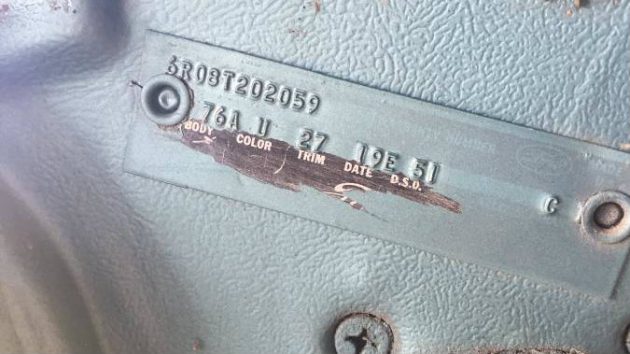 6R08T202059
76A U 27 19E 51
BODY COLOR TRIM DATE D.S.O.
C